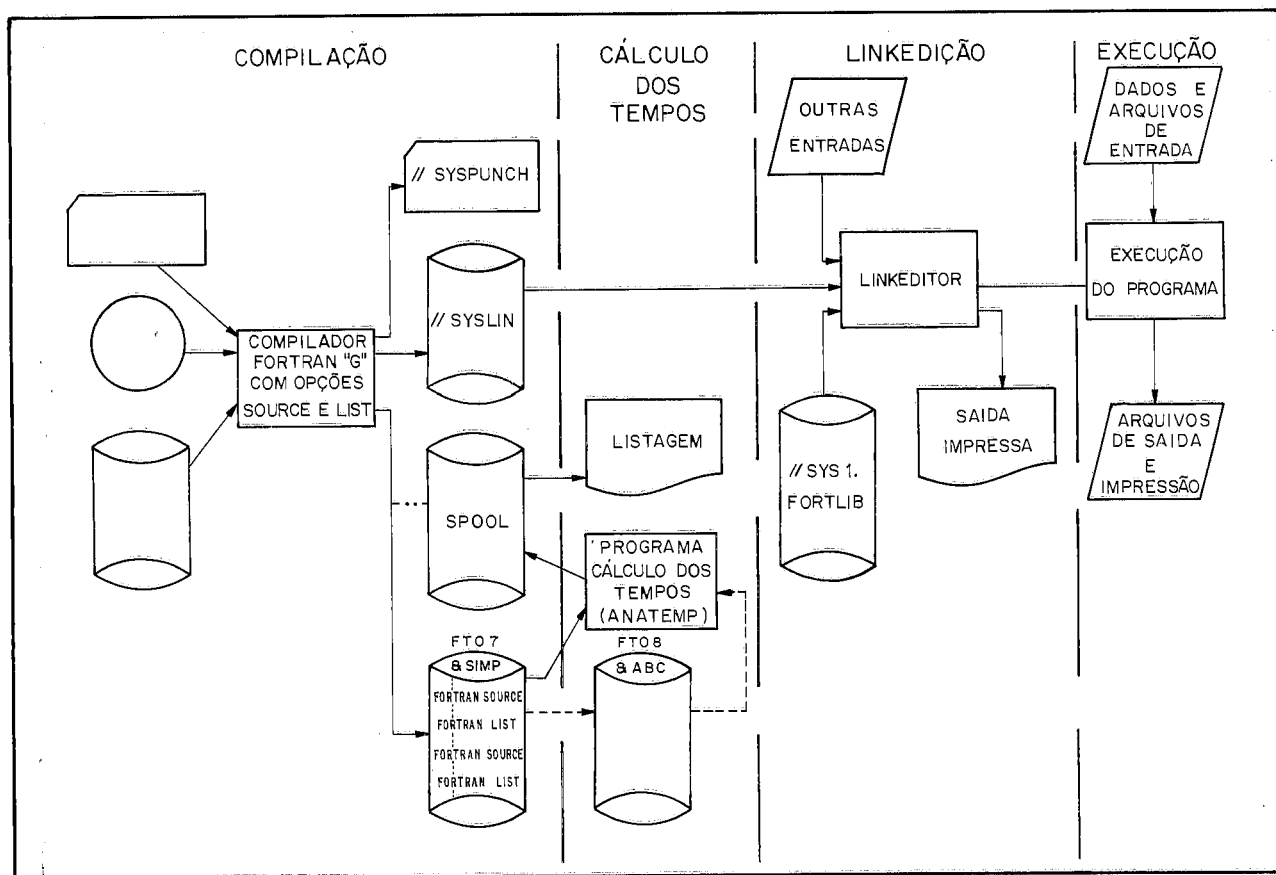 COMPILAÇÃO
CÁLCULO
DOS
TEMPOS
LINKEDIÇÃO
EXECUÇÃO
// SYSPUNCH
COMPILADOR
FORTRAN "G"
COM OPÇÕES
SOURCE E LIST
// SYSLIN
SPOOL
FT07
& SIMP
FORTRAN SOURCE
FORTRAN LIST
FORTRAN SOURCE
FORTRAN LIST
LISTAGEM
PROGRAMA
CÁLCULO DOS
TEMPOS
(ANATEMP)
FT08
& ABC
OUTRAS
ENTRADAS
LINKEDITOR
// SYS 1.
FORTLIB
SAIDA
IMPRESSA
DADOS E
ARQUIVOS
DE
ENTRADA
EXECUÇÃO
DO PROGRAMA
ARQUIVOS
DE SAIDA
E
IMPRESSÃO